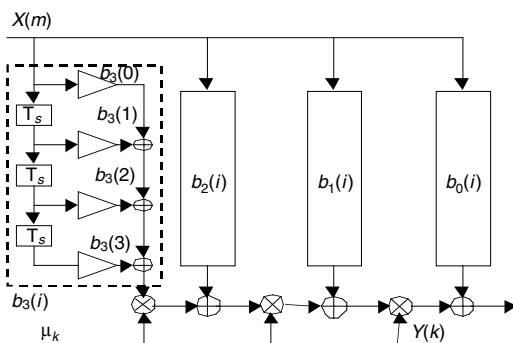 X(m)
b₃(0)
Tₛ
b₃(1)
Tₛ
b₃(2)
Tₛ
b₃(3)
b₂(i)
b₁(i)
b₀(i)
b₃(i)
μₖ
Y(k)